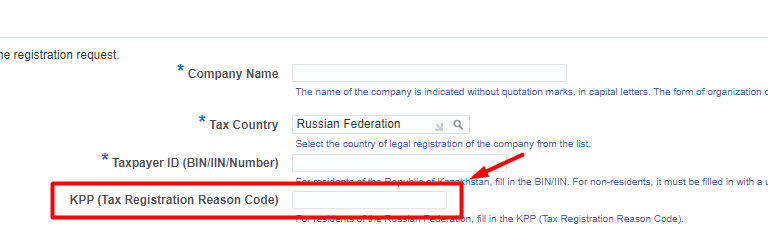 he registration request.
* Company Name
The name of the company is indicated without quotation marks, in capital letters. The form of organization
* Tax Country Russian Federation
Select the country of legal registration of the company from the list.
* Taxpayer ID (BIN/IIN/Number)
For residents of the Republic of Kazakhstan, fill in the BIN/IIN. For non-residents, it must be filled in with a
KPP (Tax Registration Reason Code)
For residents of the Russian Federation, fill in the KPP (Tax Registration Reason Code).